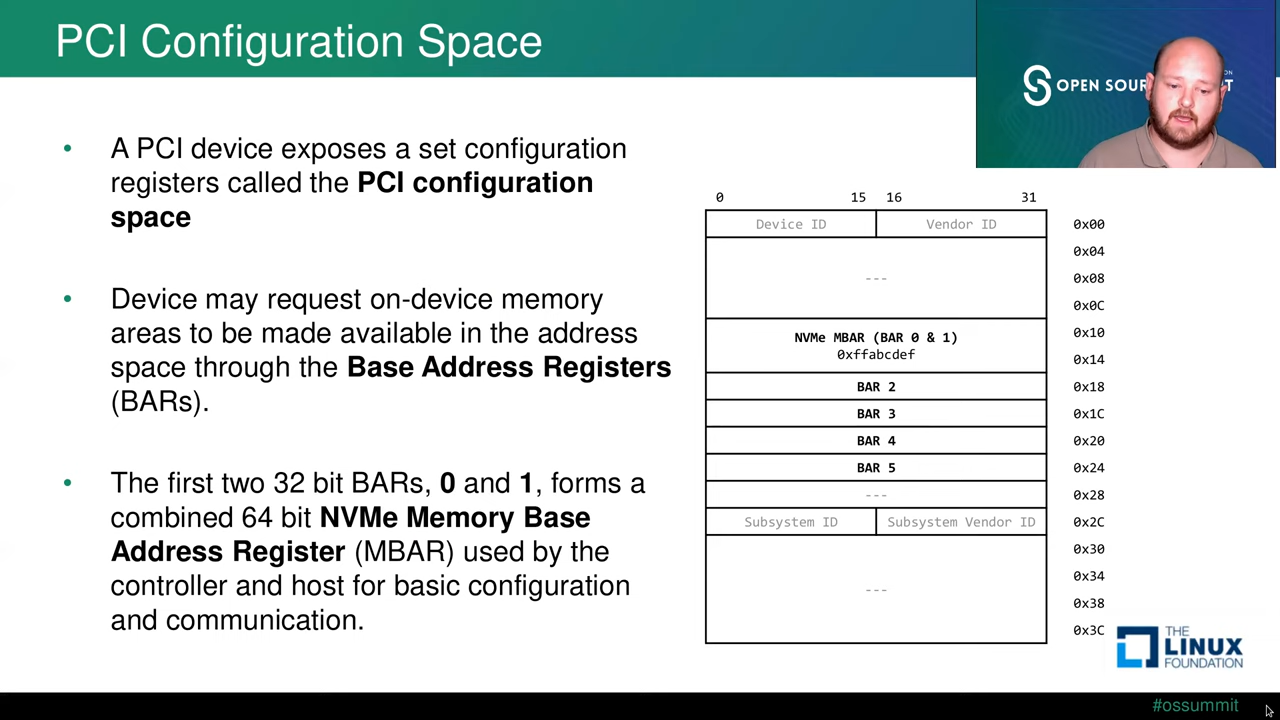 PCI Configuration Space
OPEN SOUR
• A PCI device exposes a set configuration
registers called the PCI configuration
space
• Device may request on-device memory
areas to be made available in the address
space through the Base Address Registers
(BARs).
• The first two 32 bit BARs, 0 and 1, forms a
combined 64 bit NVMe Memory Base
Address Register (MBAR) used by the
controller and host for basic configuration
and communication.
0 15 16 31
Device ID Vendor ID 0x00
0x04
--- 0x08
0x0C
NVMe MBAR (BAR 0 & 1) 0x10
0xffabcdef 0x14
BAR 2 0x18
BAR 3 0x1C
BAR 4 0x20
BAR 5 0x24
--- 0x28
Subsystem ID Subsystem Vendor ID 0x2C
0x30
--- 0x34
0x38
0x3C
THE
LINUX
FOUNDATION
#ossummit